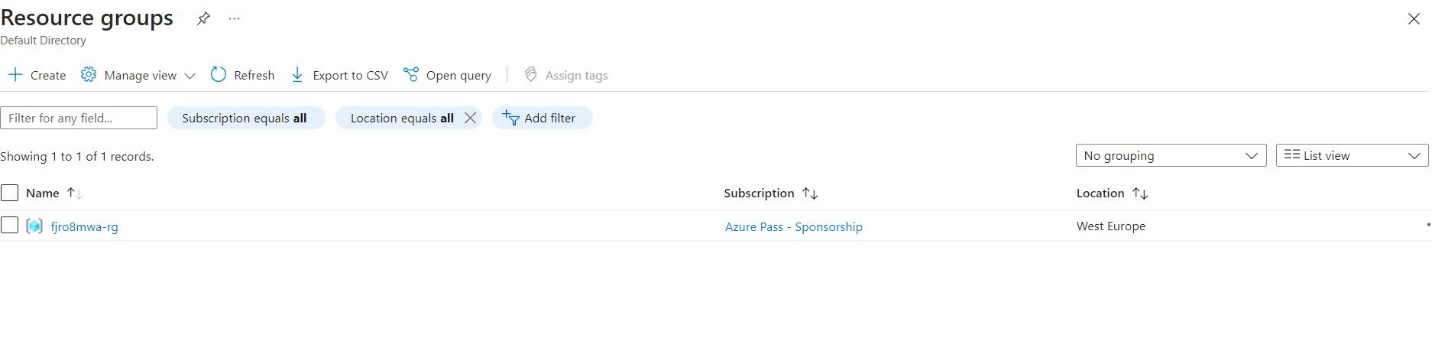 Resource groups
Default Directory
Create Manage view Refresh Export to CSV Open query Assign tags
Filter for any field... Subscription equals all Location equals all Add filter
Showing 1 to 1 of 1 records. No grouping List view
Name Subscription Location
fjro8mwa-rg Azure Pass - Sponsorship West Europe